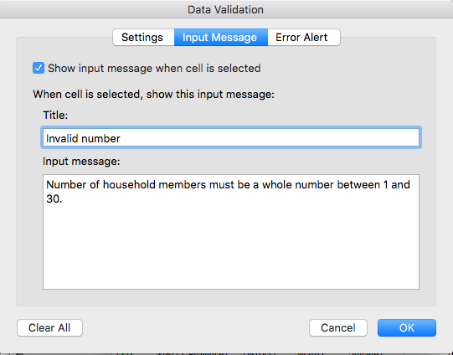 Data Validation
Settings
Input Message
Error Alert
Show input message when cell is selected
When cell is selected, show this input message:
Title:
Invalid number
Input message:
Number of household members must be a whole number between 1 and
30.
Clear All
Cancel
OK